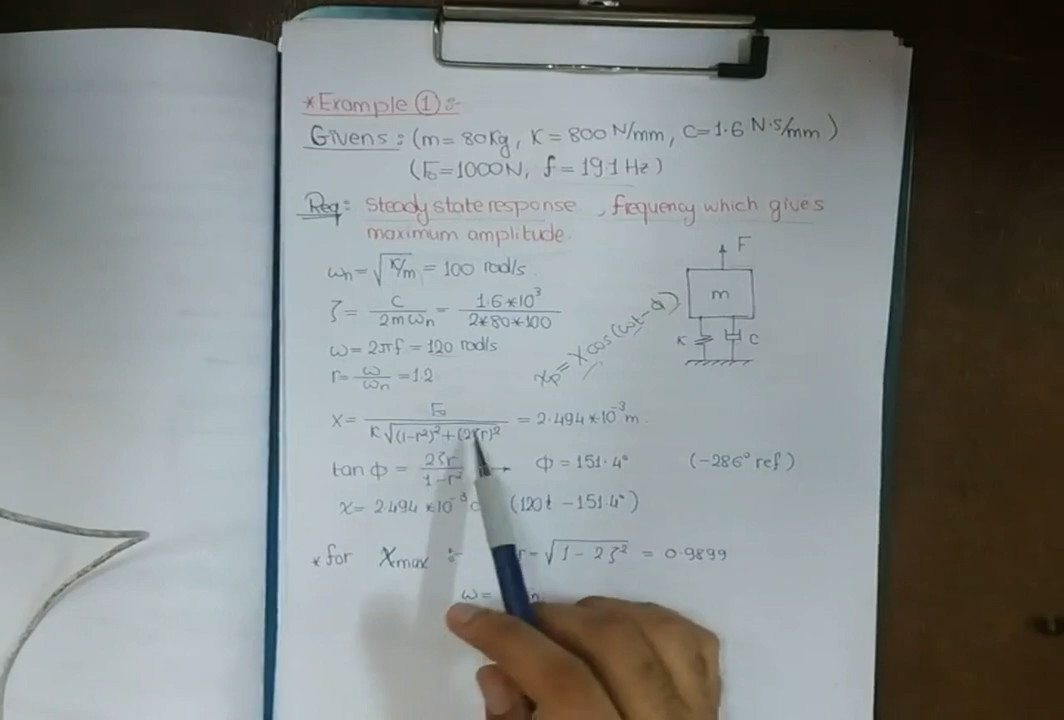 *Example ① :-
Givens : (m = 80Kg, K = 800 N/mm, C = 1.6 N.s/mm)
(F₀ = 1000N, f = 19.1 Hz)
Req: Steady state response, frequency which gives
maximum amplitude.
ωn = √K/m = 100 rad/s
ζ = C / 2mωn = 1.6*10³ / 2*80*100
ω = 2πf = 120 rad/s
r = ω/ωn = 1.2
F
m
K
C
xp = X cos(ωt - Φ)
X = F₀ / K√(1-r²)² + (2ζr)² = 2.494*10⁻³ m.
tan Φ = 2ζr / 1-r² → Φ = 151.4° (-28.6° ref)
x = 2.494*10⁻³ (120t - 151.4°)
* for Xmax :- r = √1 - 2ζ² = 0.9899
ω =